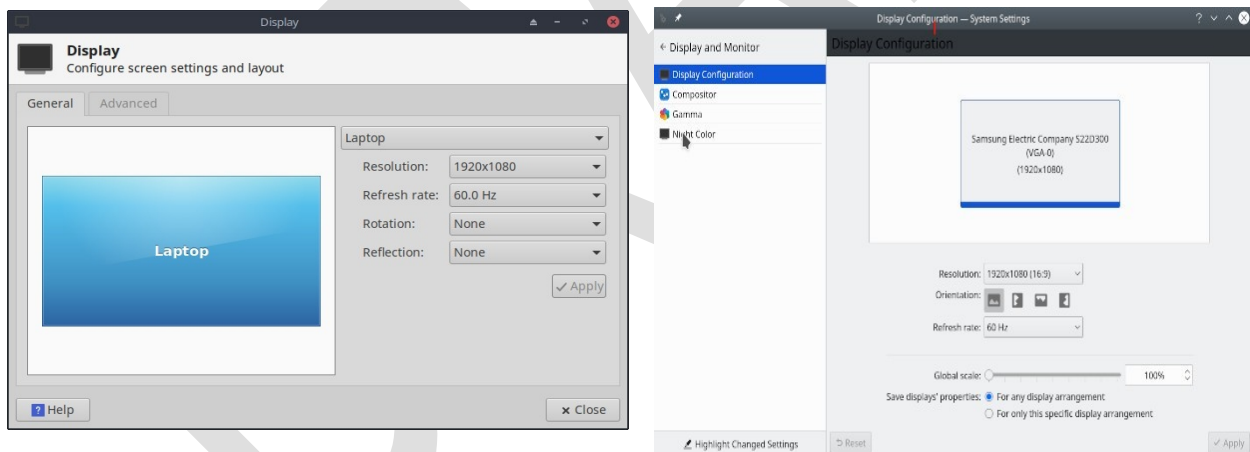 Display
Display
Configure screen settings and layout
General Advanced
Laptop
Laptop
Resolution: 1920x1080
Refresh rate: 60.0 Hz
Rotation: None
Reflection: None
Apply
Help
Close
Display Configuration — System Settings
Display and Monitor
Display Configuration
Compositor
Gamma
Night Color
Highlight Changed Settings
Display Configuration
Samsung Electric Company S22D300
(VGA-0)
(1920x1080)
Resolution: 1920x1080 (16:9)
Orientation:
Refresh rate: 60 Hz
Global scale: 100%
Save displays' properties: For any display arrangement
For only this specific display arrangement
Reset
Apply